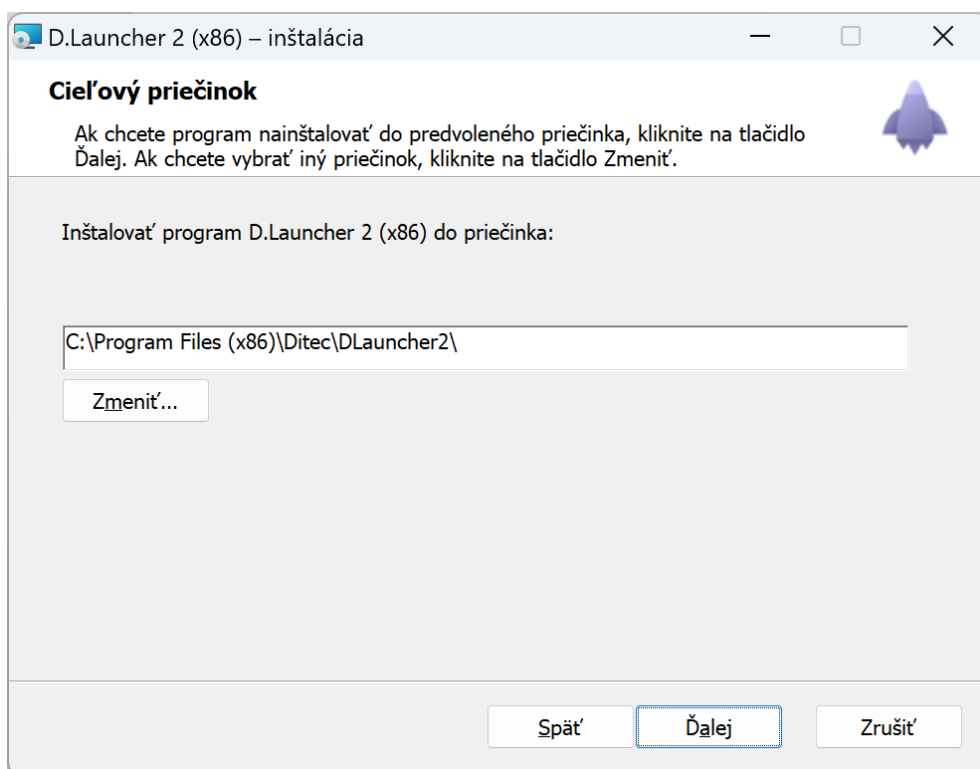 D.Launcher 2 (x86) – inštalácia
Cieľový priečinok
Ak chcete program nainštalovať do predvoleného priečinka, kliknite na tlačidlo
Ďalej. Ak chcete vybrať iný priečinok, kliknite na tlačidlo Zmeniť.
Inštalovať program D.Launcher 2 (x86) do priečinka:
C:\Program Files (x86)\Ditec\DLauncher2\
Zmeniť...
Späť Ďalej Zrušiť